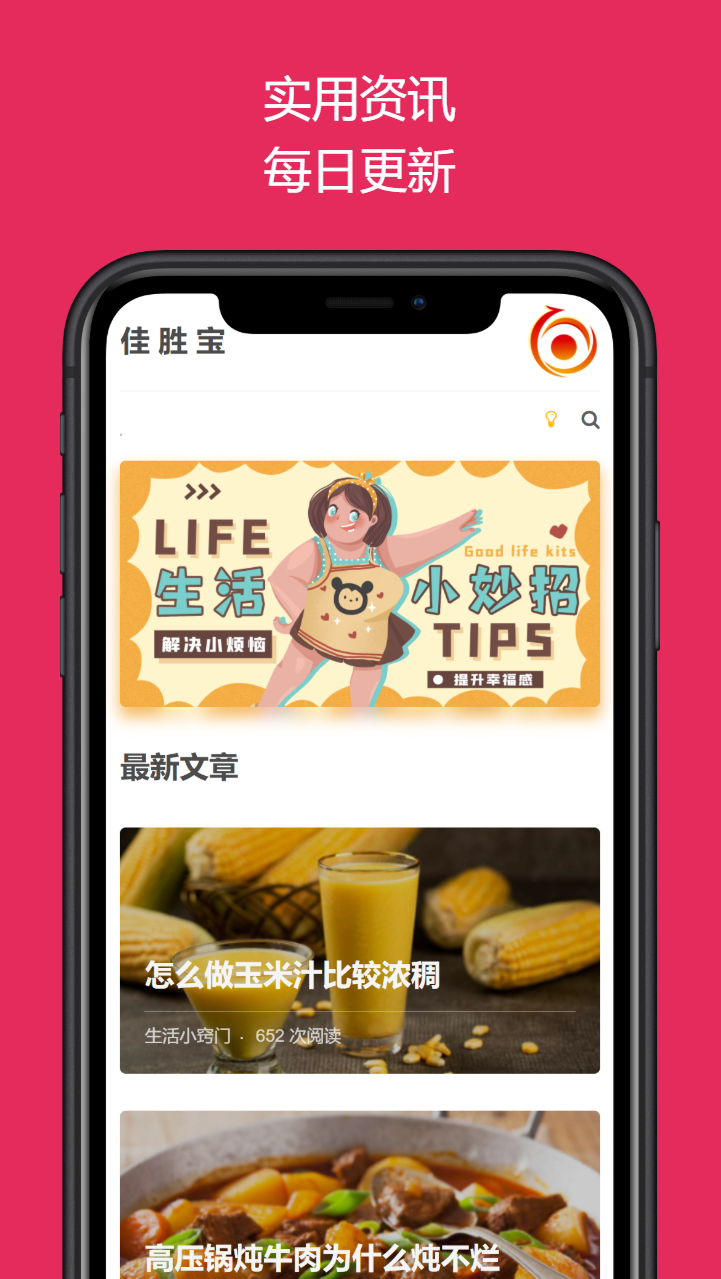 实用资讯
每日更新
佳胜宝
LIFE
生活
解决小烦恼
Good life kits
小妙招
TIPS
提升幸福感
最新文章
怎么做玉米汁比较浓稠
生活小窍门 · 652 次阅读
高压锅炖牛肉为什么炖不烂